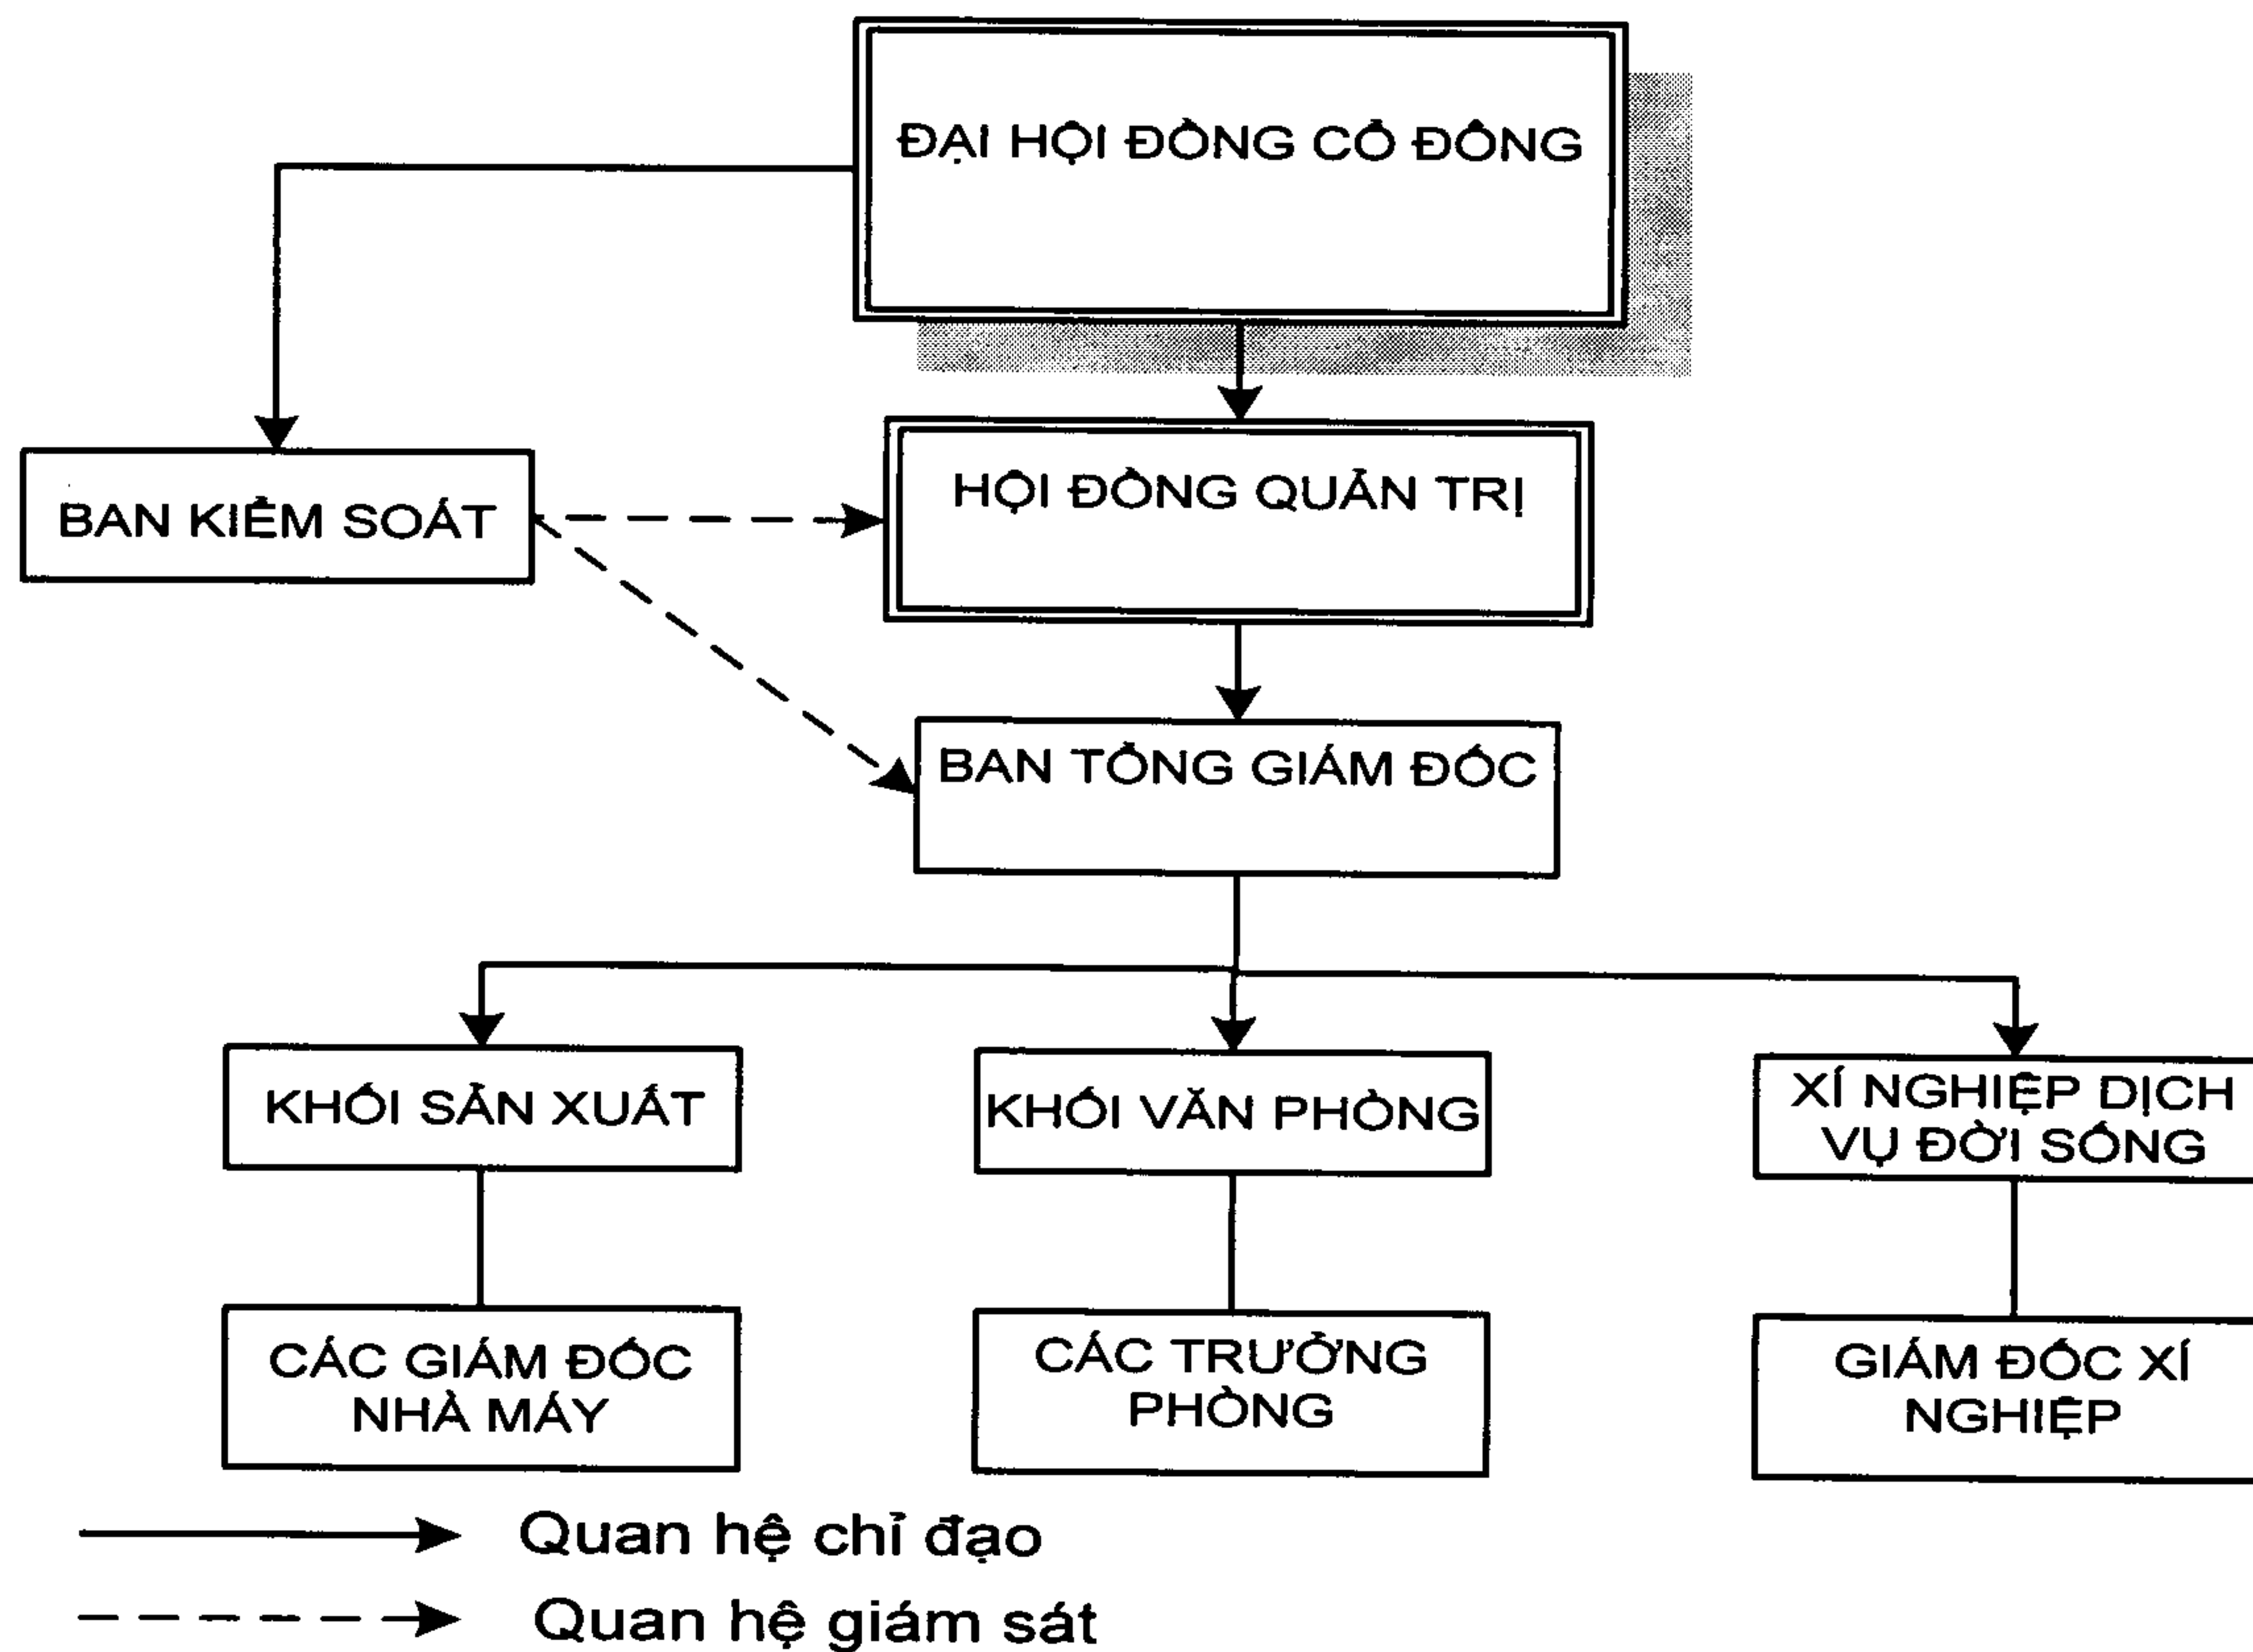 ĐẠI HỘI ĐỒNG CỔ ĐÔNG
BAN KIỂM SOÁT
HỘI ĐỒNG QUẢN TRỊ
BAN TỔNG GIÁM ĐỐC
KHỐI SẢN XUẤT
KHỐI VĂN PHÒNG
XÍ NGHIỆP DỊCH
VỤ ĐỜI SỐNG
CÁC GIÁM ĐỐC
NHÀ MÁY
CÁC TRƯỞNG
PHÒNG
GIÁM ĐỐC XÍ
NGHIỆP
Quan hệ chỉ đạo
Quan hệ giám sát